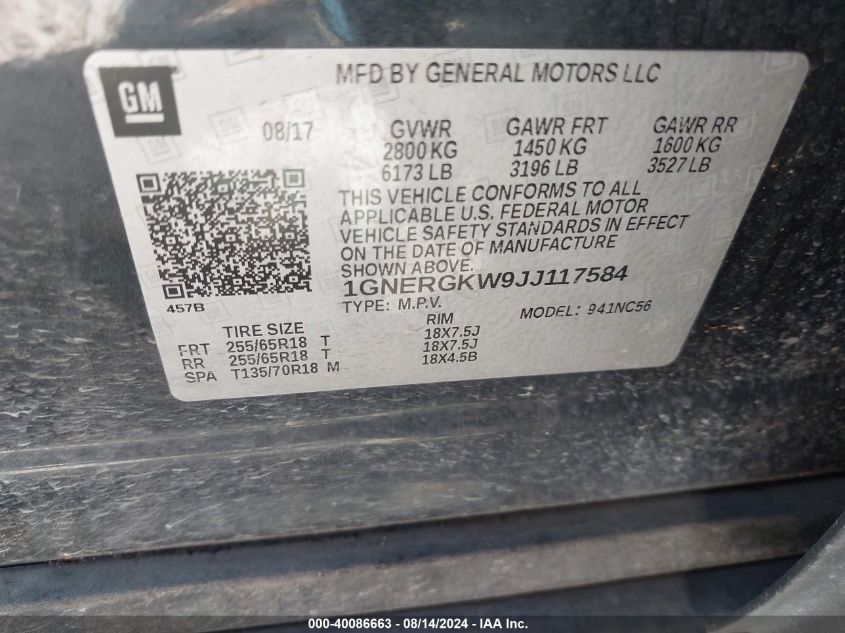 GM
MFD BY GENERAL MOTORS LLC
08/17 GVWR GAWR FRT GAWR RR
2800 KG 1450 KG 1600 KG
6173 LB 3196 LB 3527 LB
THIS VEHICLE CONFORMS TO ALL
APPLICABLE U.S. FEDERAL MOTOR
VEHICLE SAFETY STANDARDS IN EFFECT
ON THE DATE OF MANUFACTURE
SHOWN ABOVE.
1GNERGKW9JJ117584
457B TYPE: M.P.V. MODEL: 941NC56
TIRE SIZE RIM
FRT 255/65R18 T 18X7.5J
RR 255/65R18 T 18X7.5J
SPA T135/70R18 M 18X4.5B
000-40086663 - 08/14/2024 - IAA Inc.